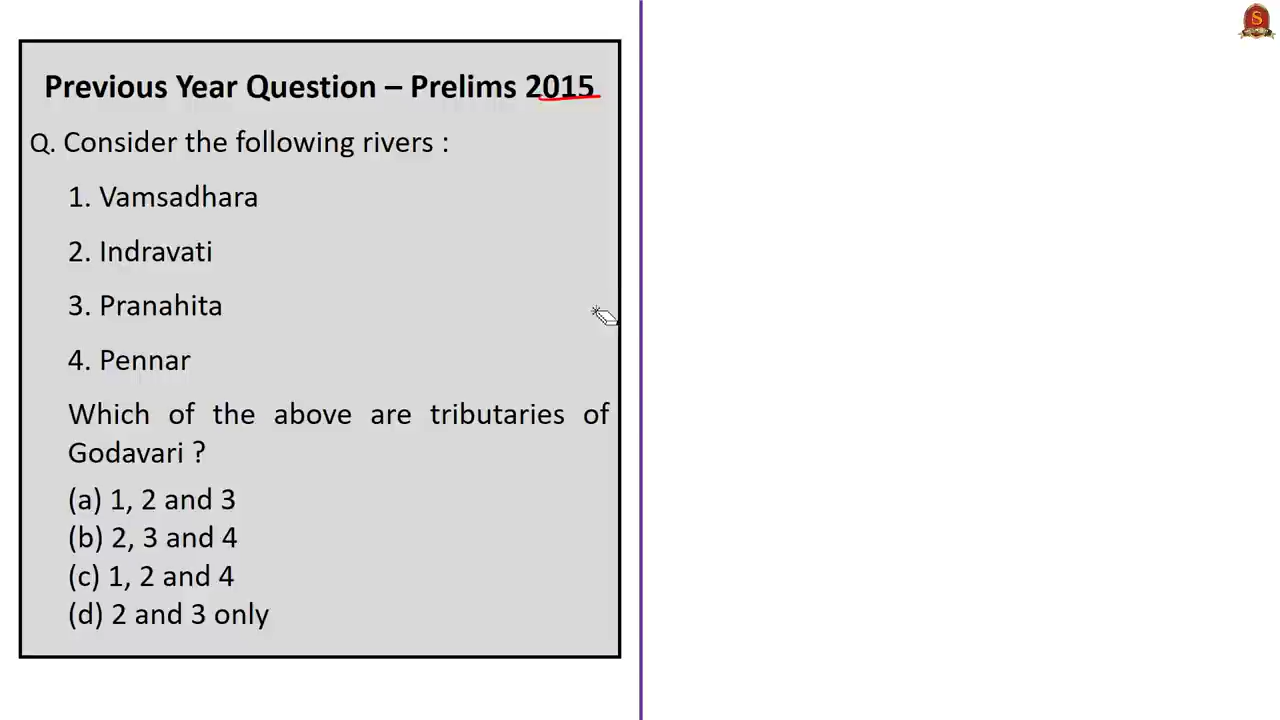 Previous Year Question – Prelims 2015
Q. Consider the following rivers :
1. Vamsadhara
2. Indravati
3. Pranahita
4. Pennar
Which of the above are tributaries of
Godavari ?
(a) 1, 2 and 3
(b) 2, 3 and 4
(c) 1, 2 and 4
(d) 2 and 3 only
S